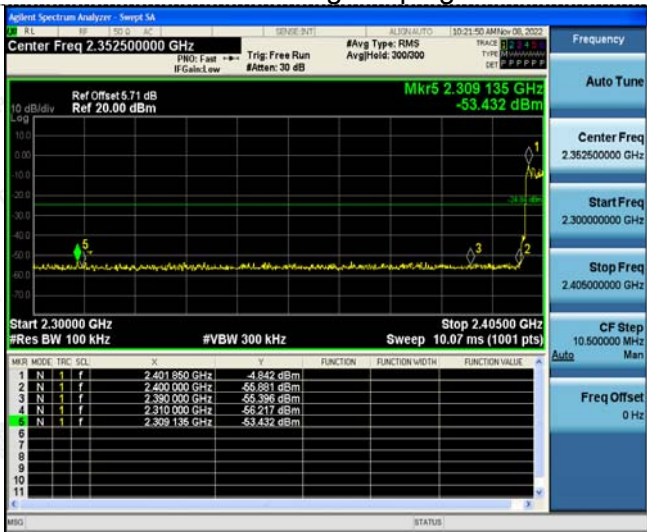 Agilent Spectrum Analyzer - Swept SA
RL RF 50 Ω AC SENSE:INT ALIGNAUTO 10:21:50 AM Nov 08, 2022
Center Freq 2.352500000 GHz
PNO: Fast
IFGain:Low
Trig: Free Run
#Atten: 30 dB
#Avg Type: RMS
Avg|Hold: 300/300
TRACE 1 2 3 4 5 6
TYPE
DET P P P P P P
Ref Offset 5.71 dB
Ref 20.00 dBm
10 dB/div
Log
Mkr5 2.309 135 GHz
-53.432 dBm
10.0
0.00
-10.0
-20.0
-30.0
-40.0
-50.0
-60.0
-70.0
1
2
3
5
Start 2.30000 GHz
#Res BW 100 kHz
#VBW 300 kHz
Stop 2.40500 GHz
Sweep 10.07 ms (1001 pts)
MKR MODE TRC SCL X Y FUNCTION FUNCTION WIDTH FUNCTION VALUE
1 N 1 f 2.401 850 GHz -4.842 dBm
2 N 1 f 2.400 000 GHz -55.881 dBm
3 N 1 f 2.390 000 GHz -55.396 dBm
4 N 1 f 2.310 000 GHz -56.217 dBm
5 N 1 f 2.309 135 GHz -53.432 dBm
6
7
8
9
10
11
MSG
STATUS
Frequency
Auto Tune
Center Freq
2.352500000 GHz
Start Freq
2.300000000 GHz
Stop Freq
2.405000000 GHz
CF Step
10.500000 MHz
Auto Man
Freq Offset
0 Hz